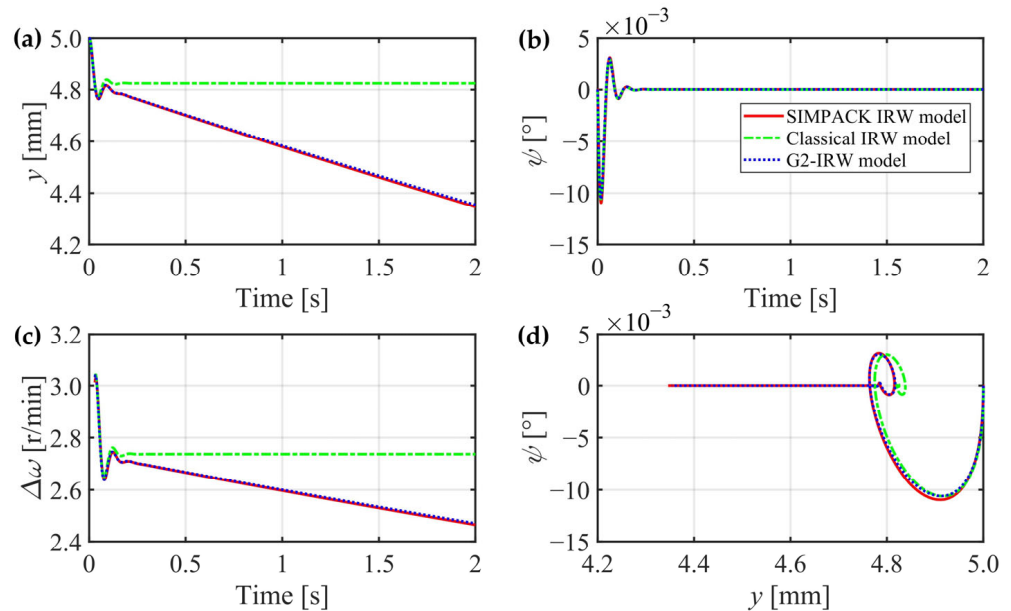 (a)
5.0
4.8
4.6
4.4
4.2
y [mm]
0 0.5 1 1.5 2
Time [s]
(b)
×10⁻³
5
0
−5
−10
−15
ψ [°]
SIMPACK IRW model
Classical IRW model
G2-IRW model
0 0.5 1 1.5 2
Time [s]
(c)
3.2
3.0
2.8
2.6
2.4
Δω [r/min]
0 0.5 1 1.5 2
Time [s]
(d)
×10⁻³
5
0
−5
−10
−15
ψ [°]
4.2 4.4 4.6 4.8 5.0
y [mm]